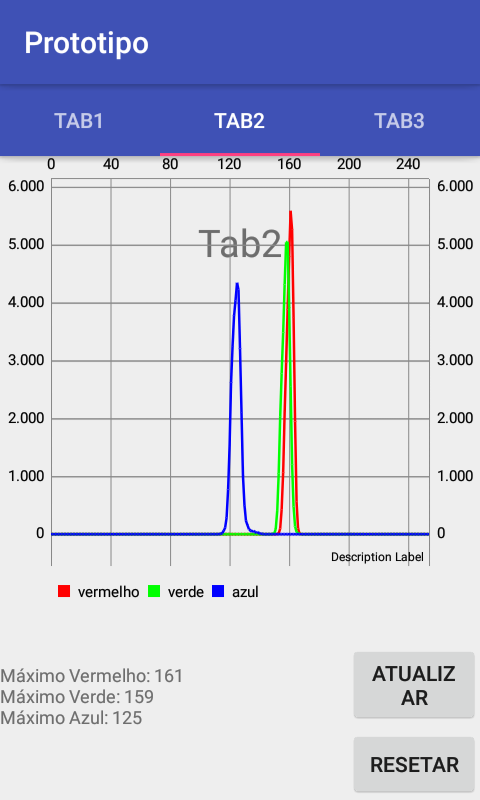 Prototipo
TAB1 TAB2 TAB3
0 40 80 120 160 200 240
6.000 6.000
Tab2
5.000 5.000
4.000 4.000
3.000 3.000
2.000 2.000
1.000 1.000
0 0
Description Label
vermelho verde azul
Máximo Vermelho: 161
Máximo Verde: 159
Máximo Azul: 125
ATUALIZ
AR
RESETAR